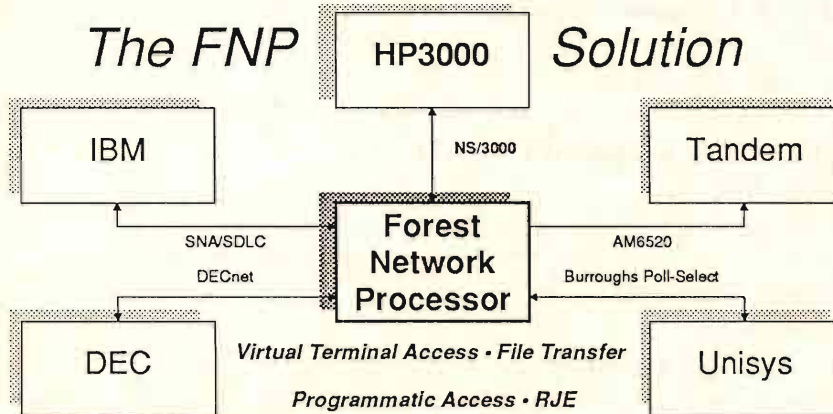 The FNP
HP3000
Solution
IBM
NS/3000
Tandem
Forest
Network
Processor
SNA/SDLC
AM6520
DECnet
Burroughs Poll-Select
DEC
Virtual Terminal Access • File Transfer
Unisys
Programmatic Access • RJE